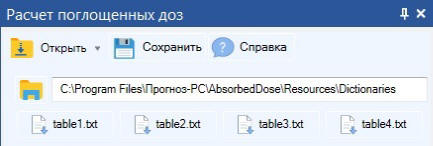 Расчет поглощенных доз
Открыть Сохранить Справка
C:\Program Files\Прогноз-РС\AbsorbedDose\Resources\Dictionaries
table1.txt table2.txt table3.txt table4.txt